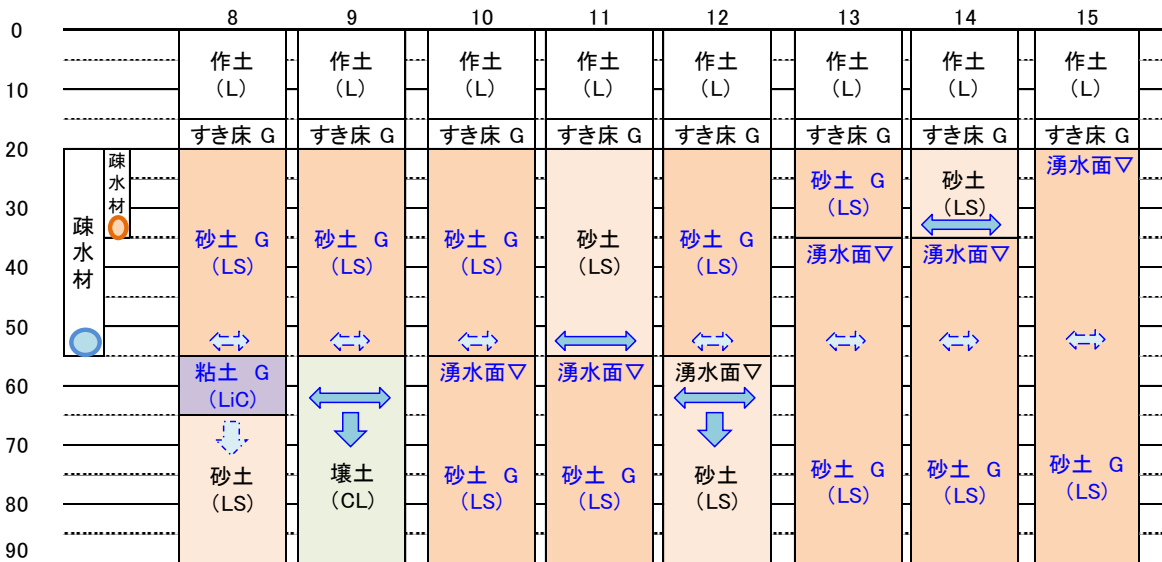 8 9 10 11 12 13 14 15
0
10
20
30
40
50
60
70
80
90
疎水材
疎水材
作土
(L)
すき床 G
砂土 G
(LS)
粘土 G
(LiC)
砂土
(LS)
作土
(L)
すき床 G
砂土 G
(LS)
壌土
(CL)
作土
(L)
すき床 G
砂土 G
(LS)
湧水面▽
砂土 G
(LS)
作土
(L)
すき床 G
砂土
(LS)
湧水面▽
砂土 G
(LS)
作土
(L)
すき床 G
砂土 G
(LS)
湧水面▽
砂土
(LS)
作土
(L)
すき床 G
砂土 G
(LS)
湧水面▽
砂土 G
(LS)
作土
(L)
すき床 G
砂土
(LS)
湧水面▽
砂土 G
(LS)
作土
(L)
すき床 G
湧水面▽
砂土 G
(LS)